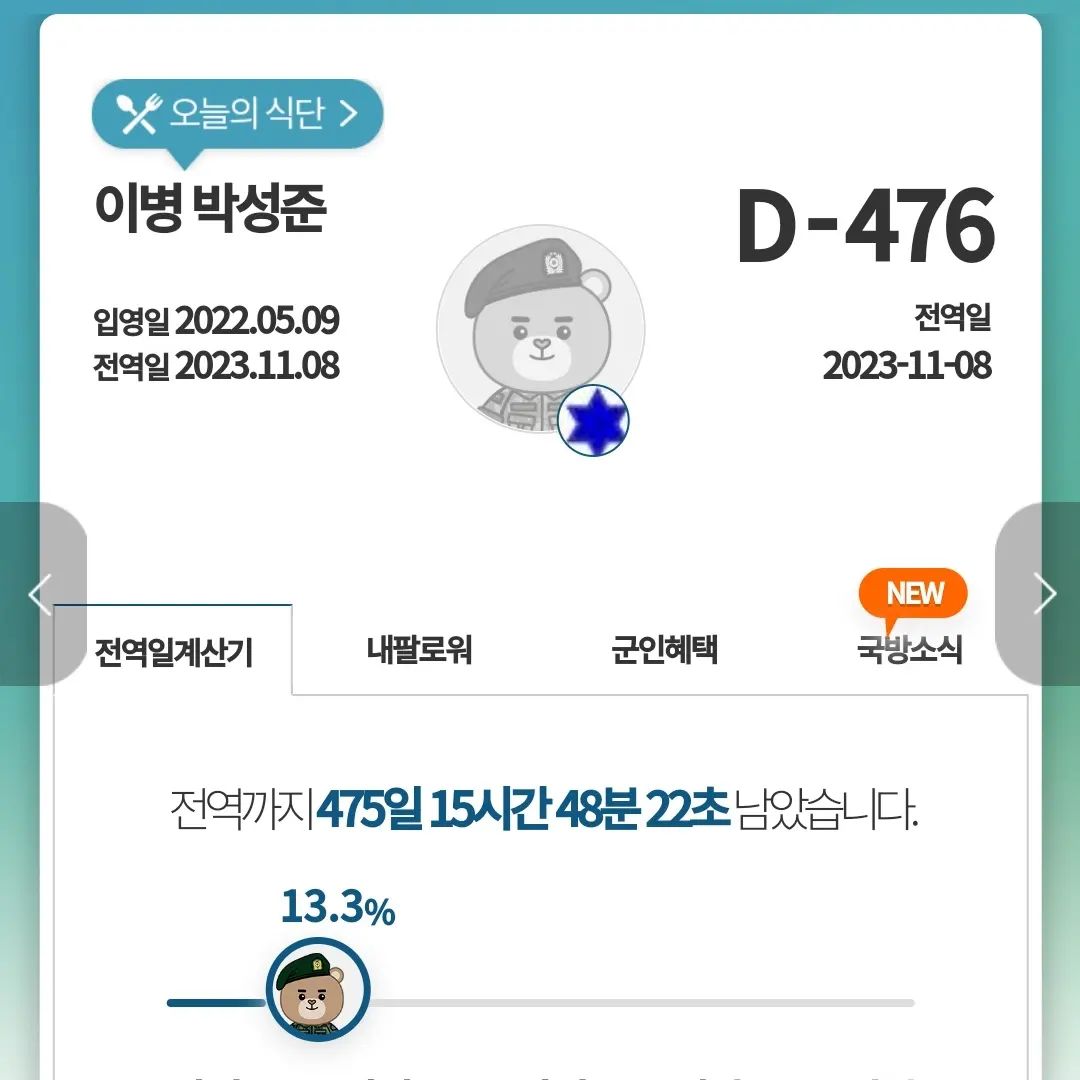 오늘의 식단
이병 박성준
D-476
입영일 2022.05.09
전역일 2023.11.08
전역일
2023-11-08
NEW
전역일계산기
내팔로워
군인혜택
국방소식
전역까지 475일 15시간 48분 22초 남았습니다.
13.3%